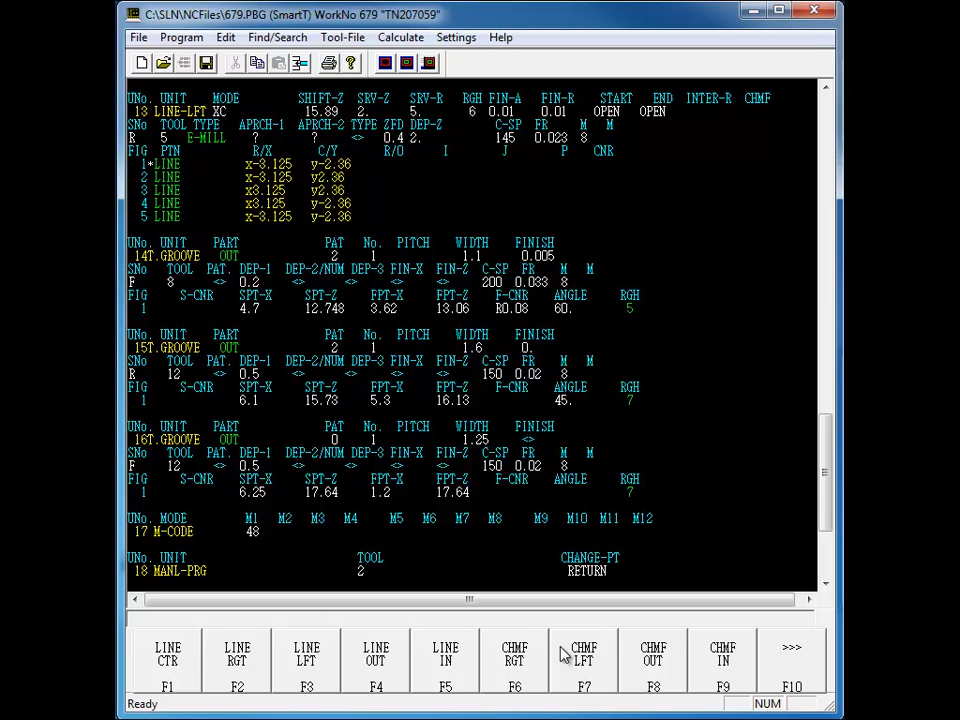 C:\SLN\NCFiles\679.PBG (SmartT) WorkNo 679 "TN207059"
File Program Edit Find/Search Tool-File Calculate Settings Help
UNo. UNIT MODE SHIFT-Z SRV-Z SRV-R RGH FIN-A FIN-R START END INTER-R CHMF
13 LINE-LFT XC 15.89 2. 5. 6 0.01 0.01 OPEN OPEN
SNo TOOL TYPE APRCH-1 APRCH-2 TYPE ZFD DEP-Z C-SP FR M M
R 5 E-MILL ? ? <> 0.4 2. 145 0.023 8
FIG PTN R/X C/Y R/O I J P CNR
1*LINE x-3.125 y-2.36
2 LINE x-3.125 y2.36
3 LINE x3.125 y2.36
4 LINE x3.125 y-2.36
5 LINE x-3.125 y-2.36
UNo. UNIT PART PAT No. PITCH WIDTH FINISH
14T.GROOVE OUT 2 1 1.1 0.005
SNo TOOL PAT. DEP-1 DEP-2/NUM DEP-3 FIN-X FIN-Z C-SP FR M M
F 8 <> 0.2 <> <> <> <> 200 0.033 8
FIG S-CNR SPT-X SPT-Z FPT-X FPT-Z F-CNR ANGLE RGH
1 4.7 12.748 3.62 13.06 R0.08 60. 5
UNo. UNIT PART PAT No. PITCH WIDTH FINISH
15T.GROOVE OUT 2 1 1.6 0.
SNo TOOL PAT. DEP-1 DEP-2/NUM DEP-3 FIN-X FIN-Z C-SP FR M M
R 12 <> 0.5 <> <> <> <> 150 0.02 8
FIG S-CNR SPT-X SPT-Z FPT-X FPT-Z F-CNR ANGLE RGH
1 6.1 15.73 5.3 16.13 45. 7
UNo. UNIT PART PAT No. PITCH WIDTH FINISH
16T.GROOVE OUT 0 1 1.25 <>
SNo TOOL PAT. DEP-1 DEP-2/NUM DEP-3 FIN-X FIN-Z C-SP FR M M
F 12 <> 0.5 <> <> <> <> 150 0.02 8
FIG S-CNR SPT-X SPT-Z FPT-X FPT-Z F-CNR ANGLE RGH
1 6.25 17.64 1.2 17.64 7
UNo. MODE M1 M2 M3 M4 M5 M6 M7 M8 M9 M10 M11 M12
17 M-CODE 48
UNo. UNIT TOOL CHANGE-PT
18 MANL-PRG 2 RETURN
LINE LINE LINE LINE LINE CHMF CHMF CHMF CHMF >>>
CTR RGT LFT OUT IN RGT LFT OUT IN
F1 F2 F3 F4 F5 F6 F7 F8 F9 F10
Ready NUM